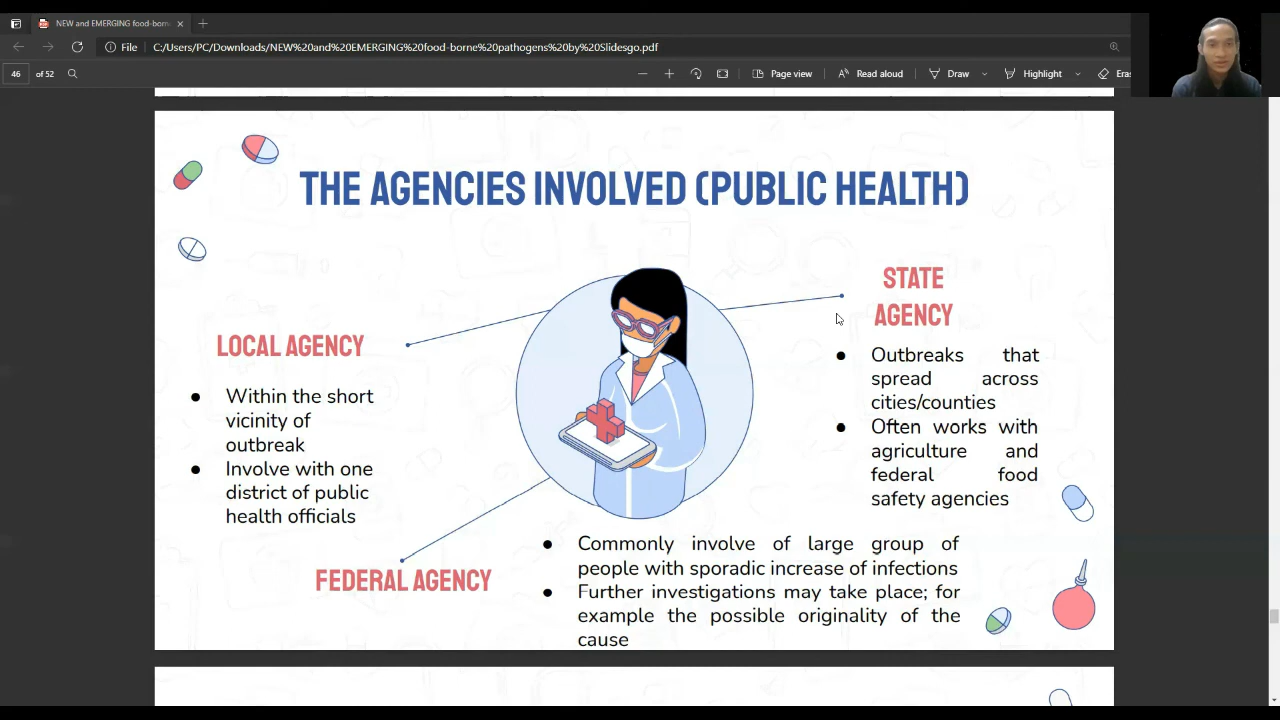 NEW and EMERGING food-born
File
C:/Users/PC/Downloads/NEW%20and%20EMERGING%20food-borne%20pathogens%20by%20Slidesgo.pdf
46 of 52
Page view
Read aloud
Draw
Highlight
Eras
THE AGENCIES INVOLVED (PUBLIC HEALTH)
LOCAL AGENCY
● Within the short
vicinity of
outbreak
● Involve with one
district of public
health officials
STATE
AGENCY
● Outbreaks that
spread across
cities/counties
● Often works with
agriculture and
federal food
safety agencies
FEDERAL AGENCY
● Commonly involve of large group of
people with sporadic increase of infections
● Further investigations may take place; for
example the possible originality of the
cause